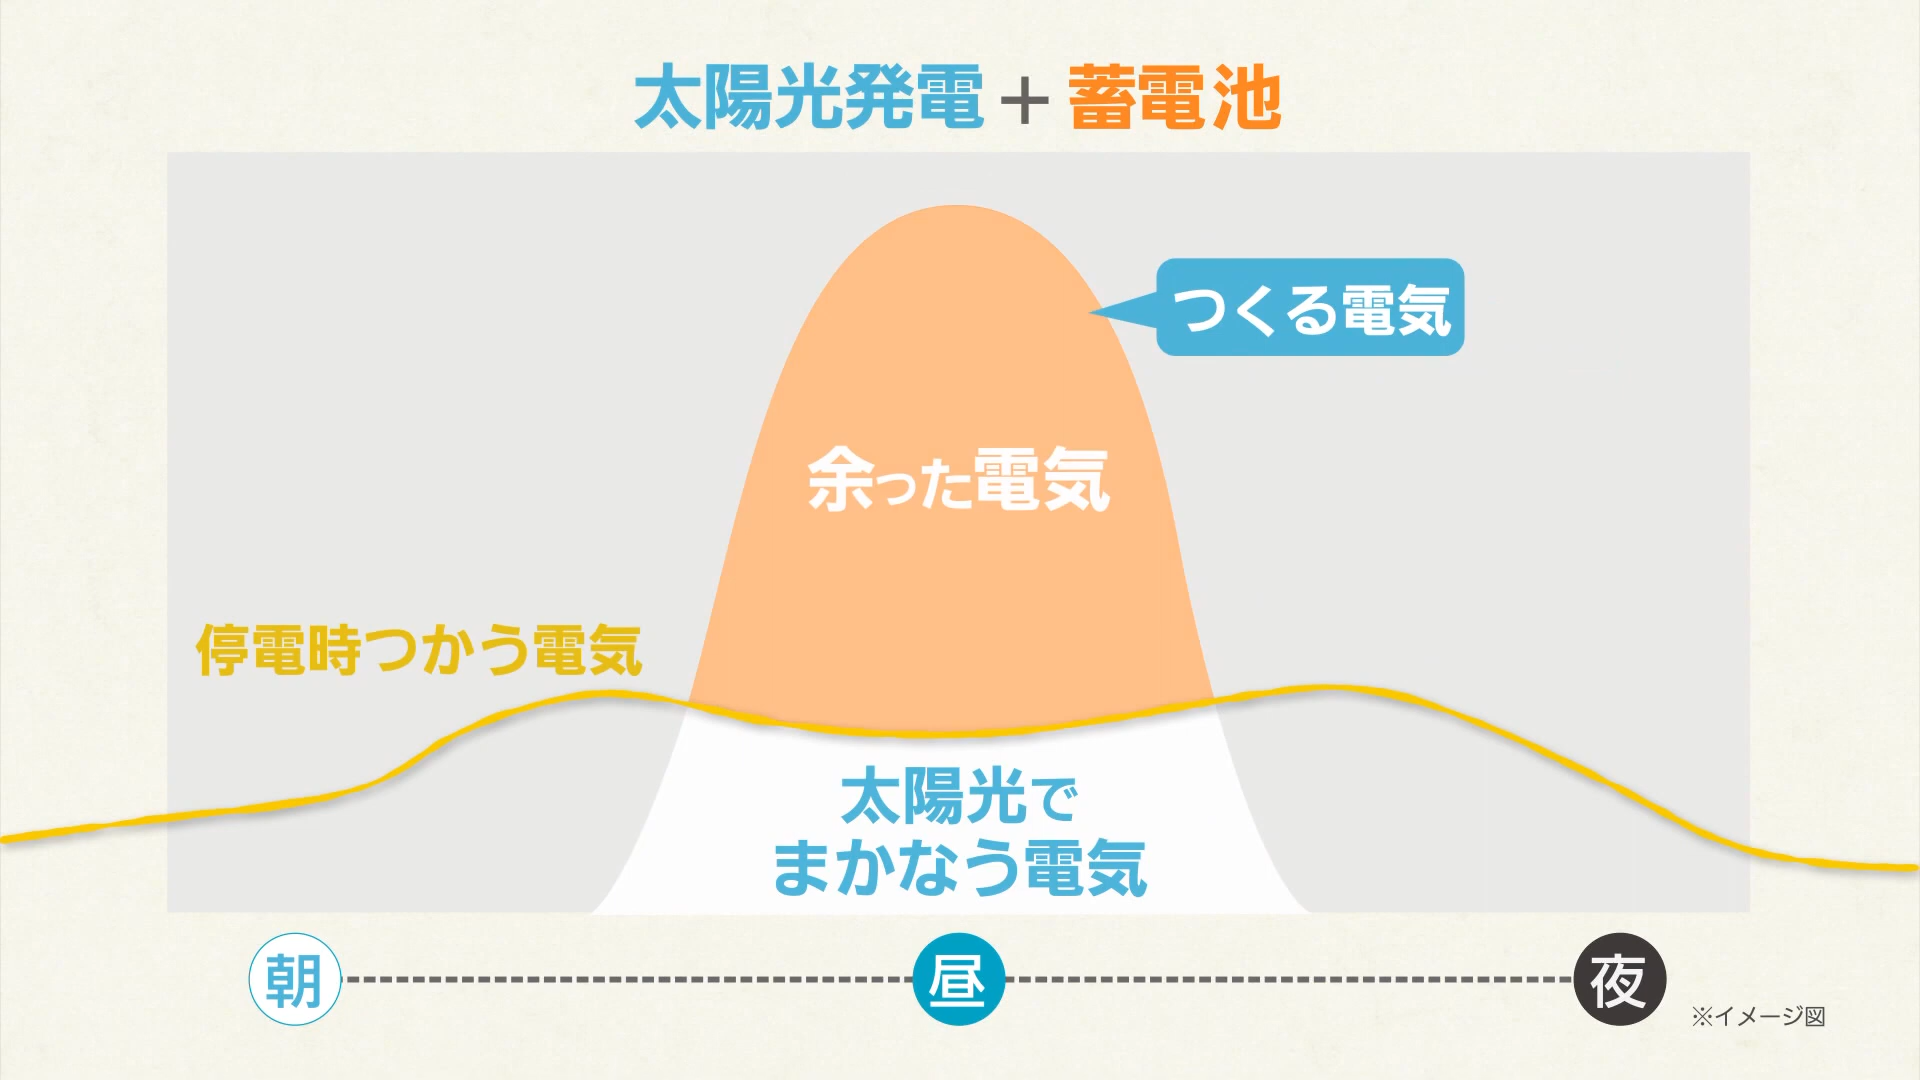 太陽光発電＋蓄電池
つくる電気
余った電気
停電時つかう電気
太陽光で
まかなう電気
朝
昼
夜
※イメージ図